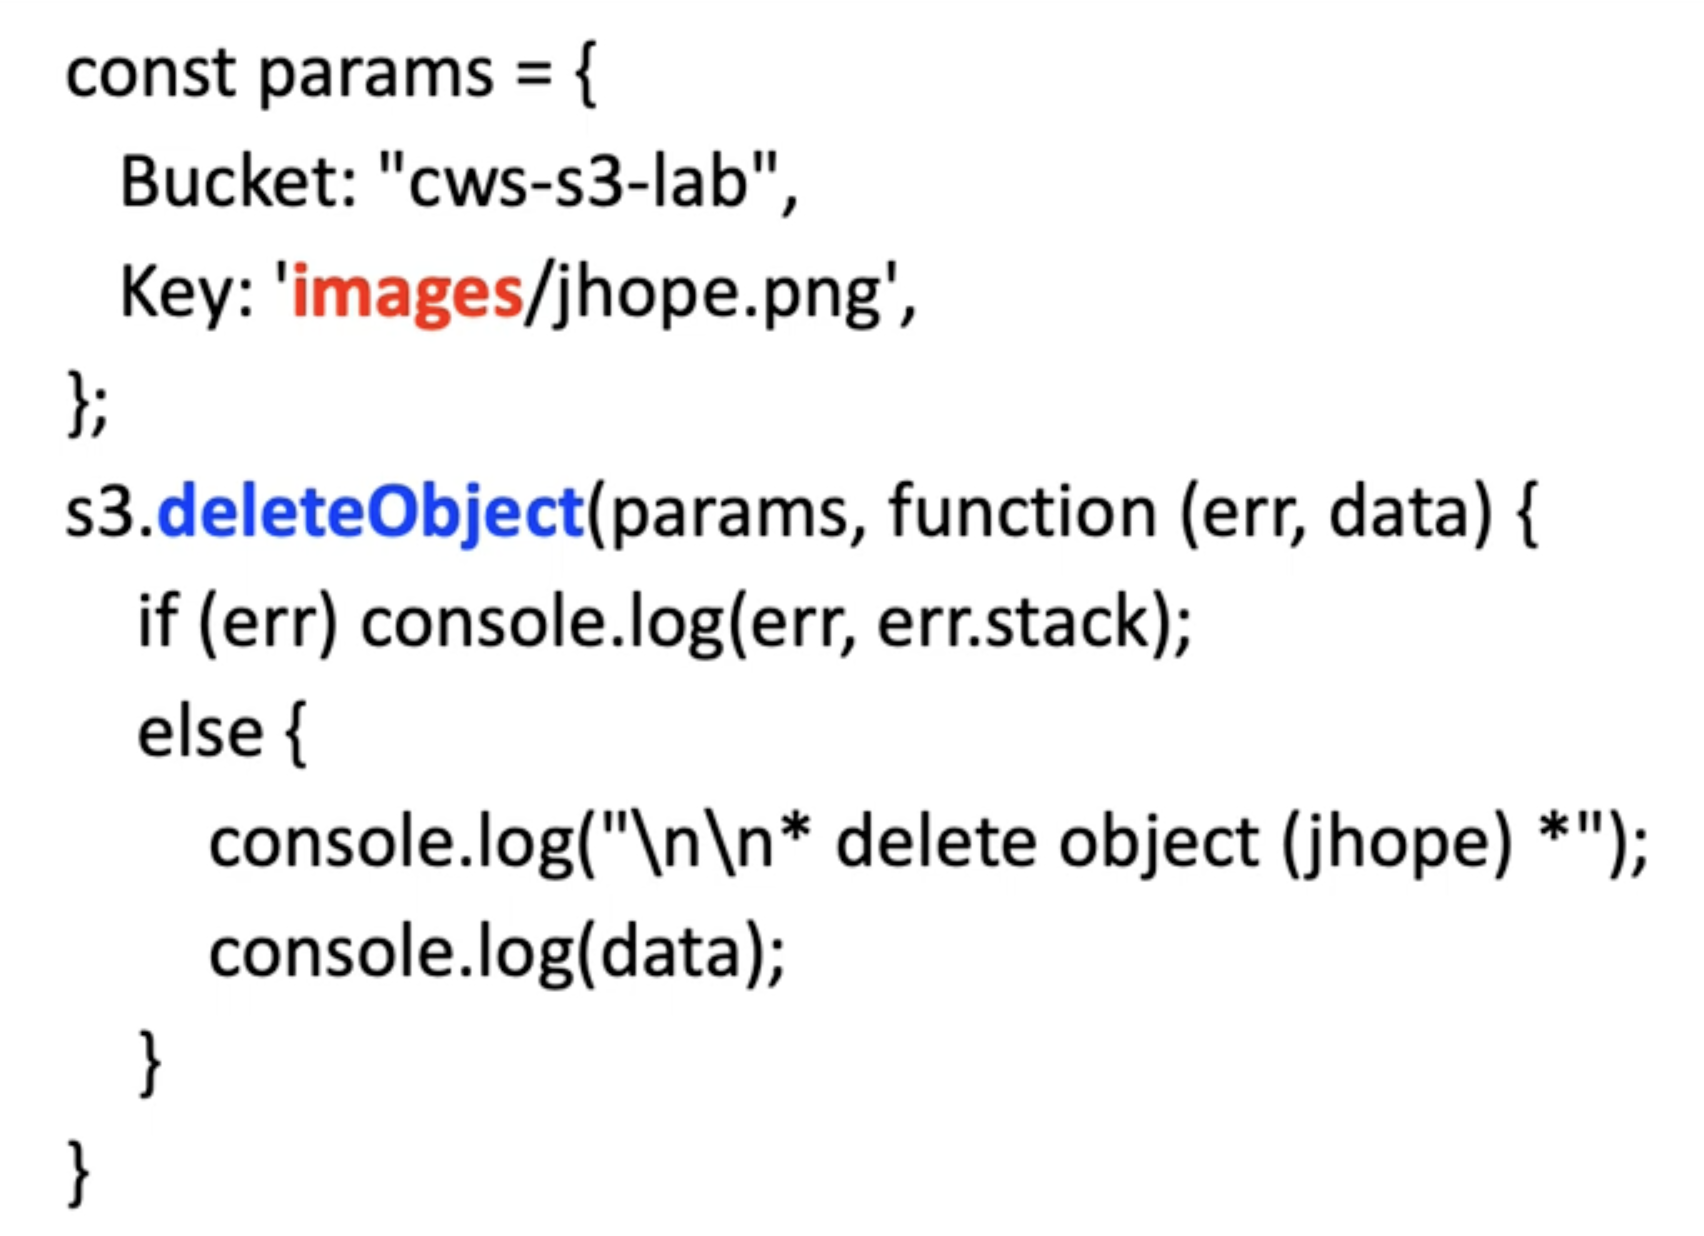 const params = {
Bucket: "cws-s3-lab",
Key: 'images/jhope.png',
};
s3.deleteObject(params, function (err, data) {
if (err) console.log(err, err.stack);
else {
console.log("\n\n* delete object (jhope) *");
console.log(data);
}
}